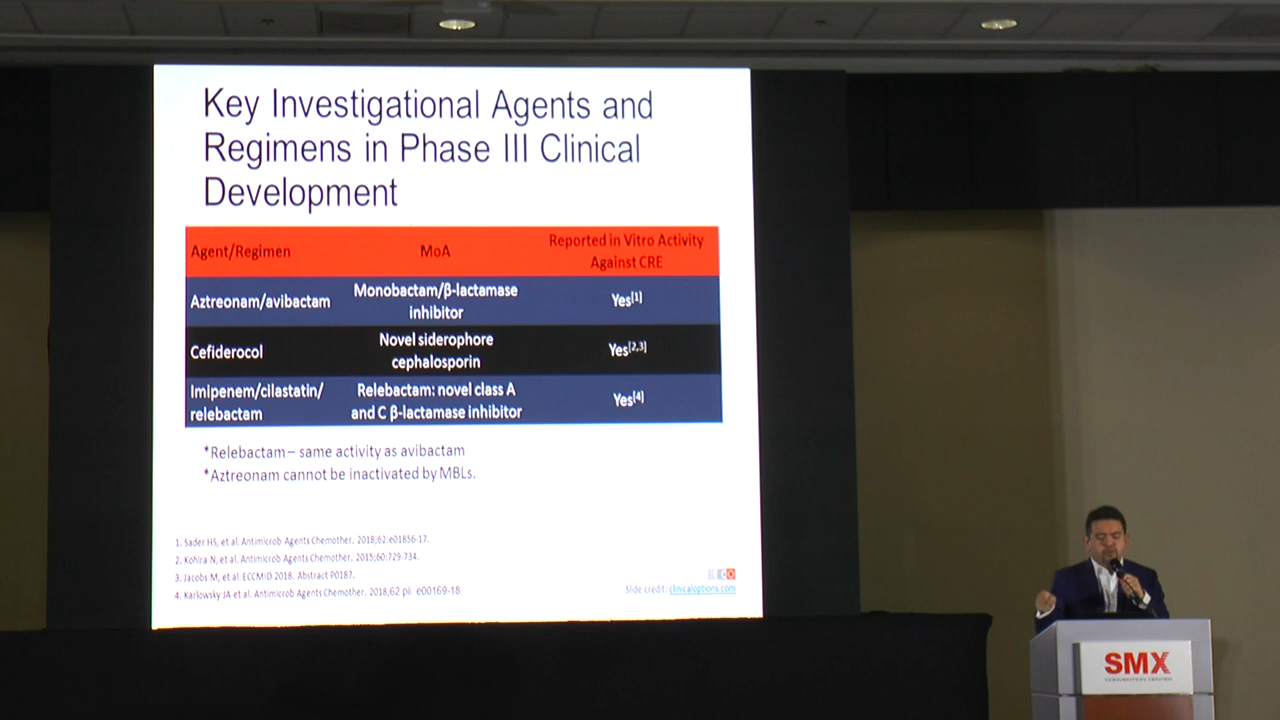 Key Investigational Agents and
Regimens in Phase III Clinical
Development
Agent/Regimen
MoA
Reported in Vitro Activity
Against CRE
Aztreonam/avibactam
Monobactam/β-lactamase
inhibitor
Yes[1]
Cefiderocol
Novel siderophore
cephalosporin
Yes[2,3]
Imipenem/cilastatin/
relebactam
Relebactam: novel class A
and C β-lactamase inhibitor
Yes[4]
*Relebactam – same activity as avibactam
*Aztreonam cannot be inactivated by MBLs.
1. Sader HS, et al. Antimicrob Agents Chemother. 2018;62:e01856-17.
2. Kohira N, et al. Antimicrob Agents Chemother. 2015;60:729-734.
3. Jacobs M, et al. ECCMID 2018. Abstract P0187.
4. Karlowsky JA et al. Antimicrob Agents Chemother. 2018;62 pii: e00169-18
CO
Slide credit: clinicaloptions.com
SMX
CONVENTION CENTER